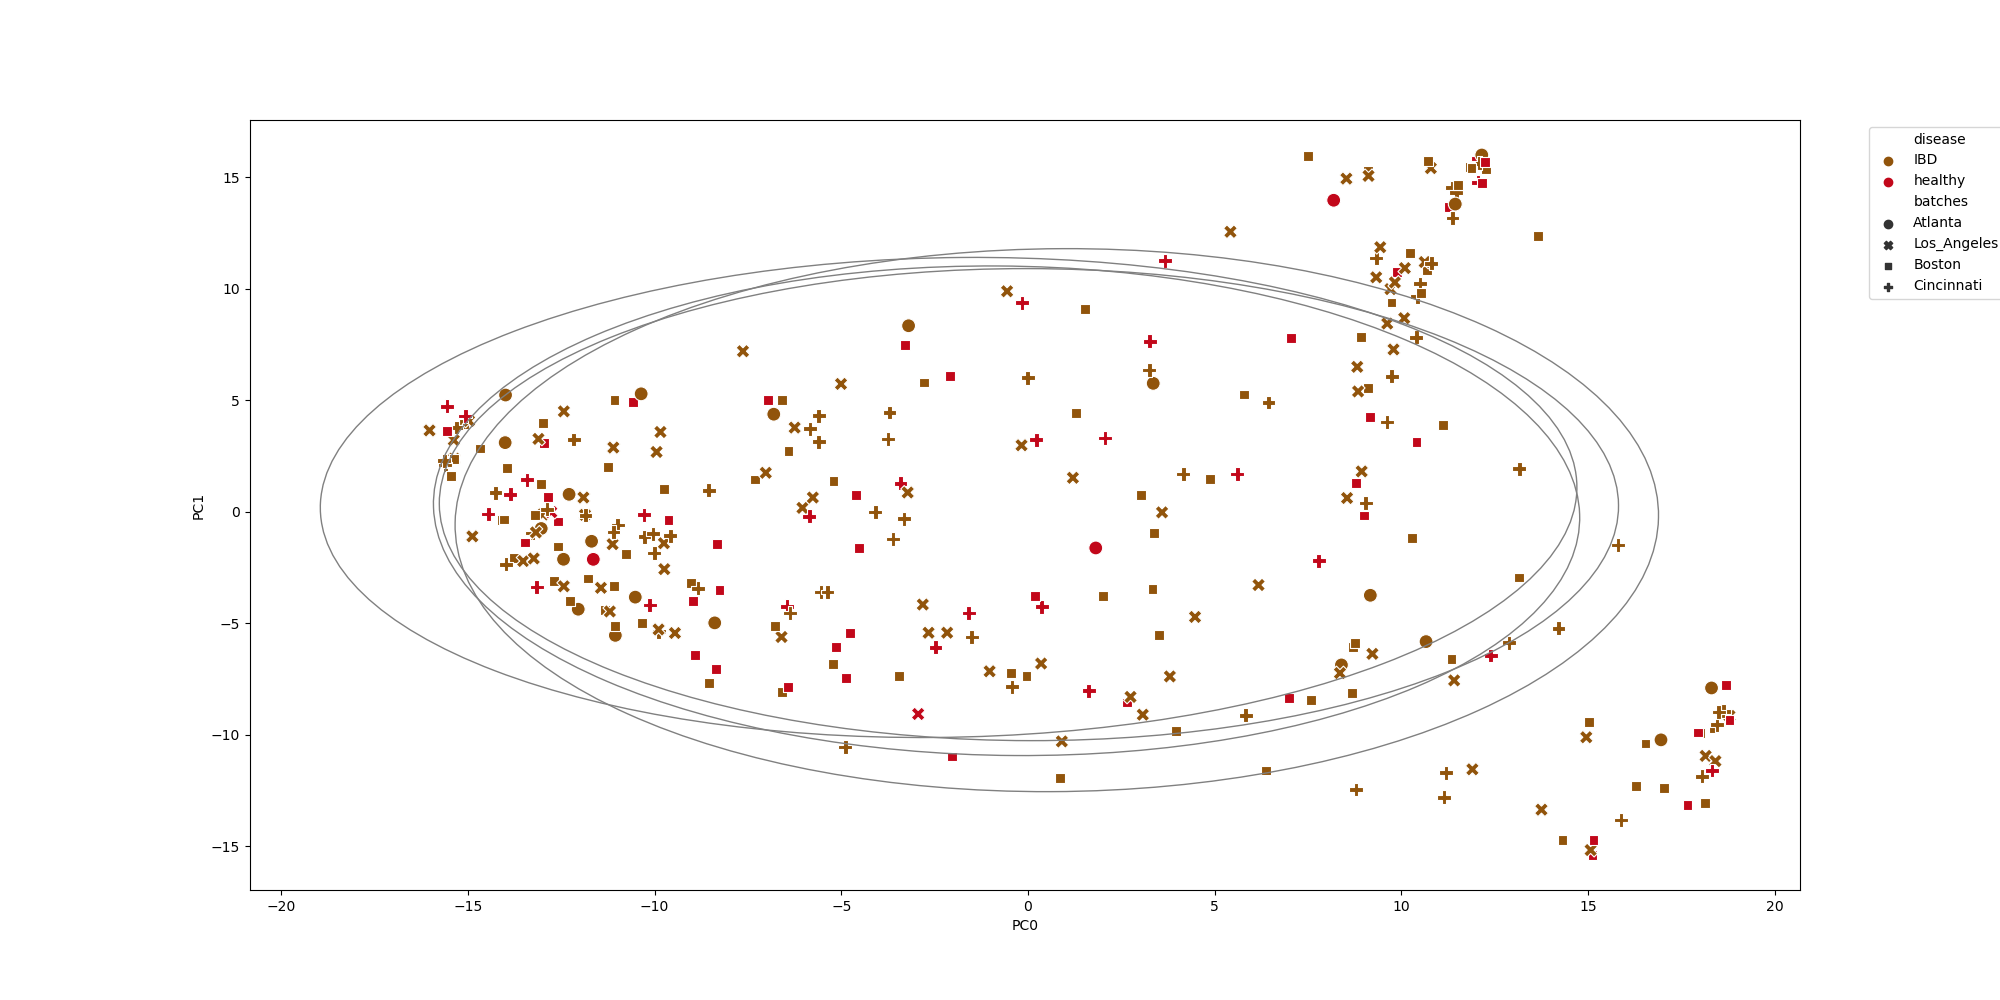 disease
IBD
healthy
batches
Atlanta
Los_Angeles
Boston
Cincinnati
PC1
15
10
5
0
−5
−10
−15
−20
−15
−10
−5
0
5
10
15
20
PC0